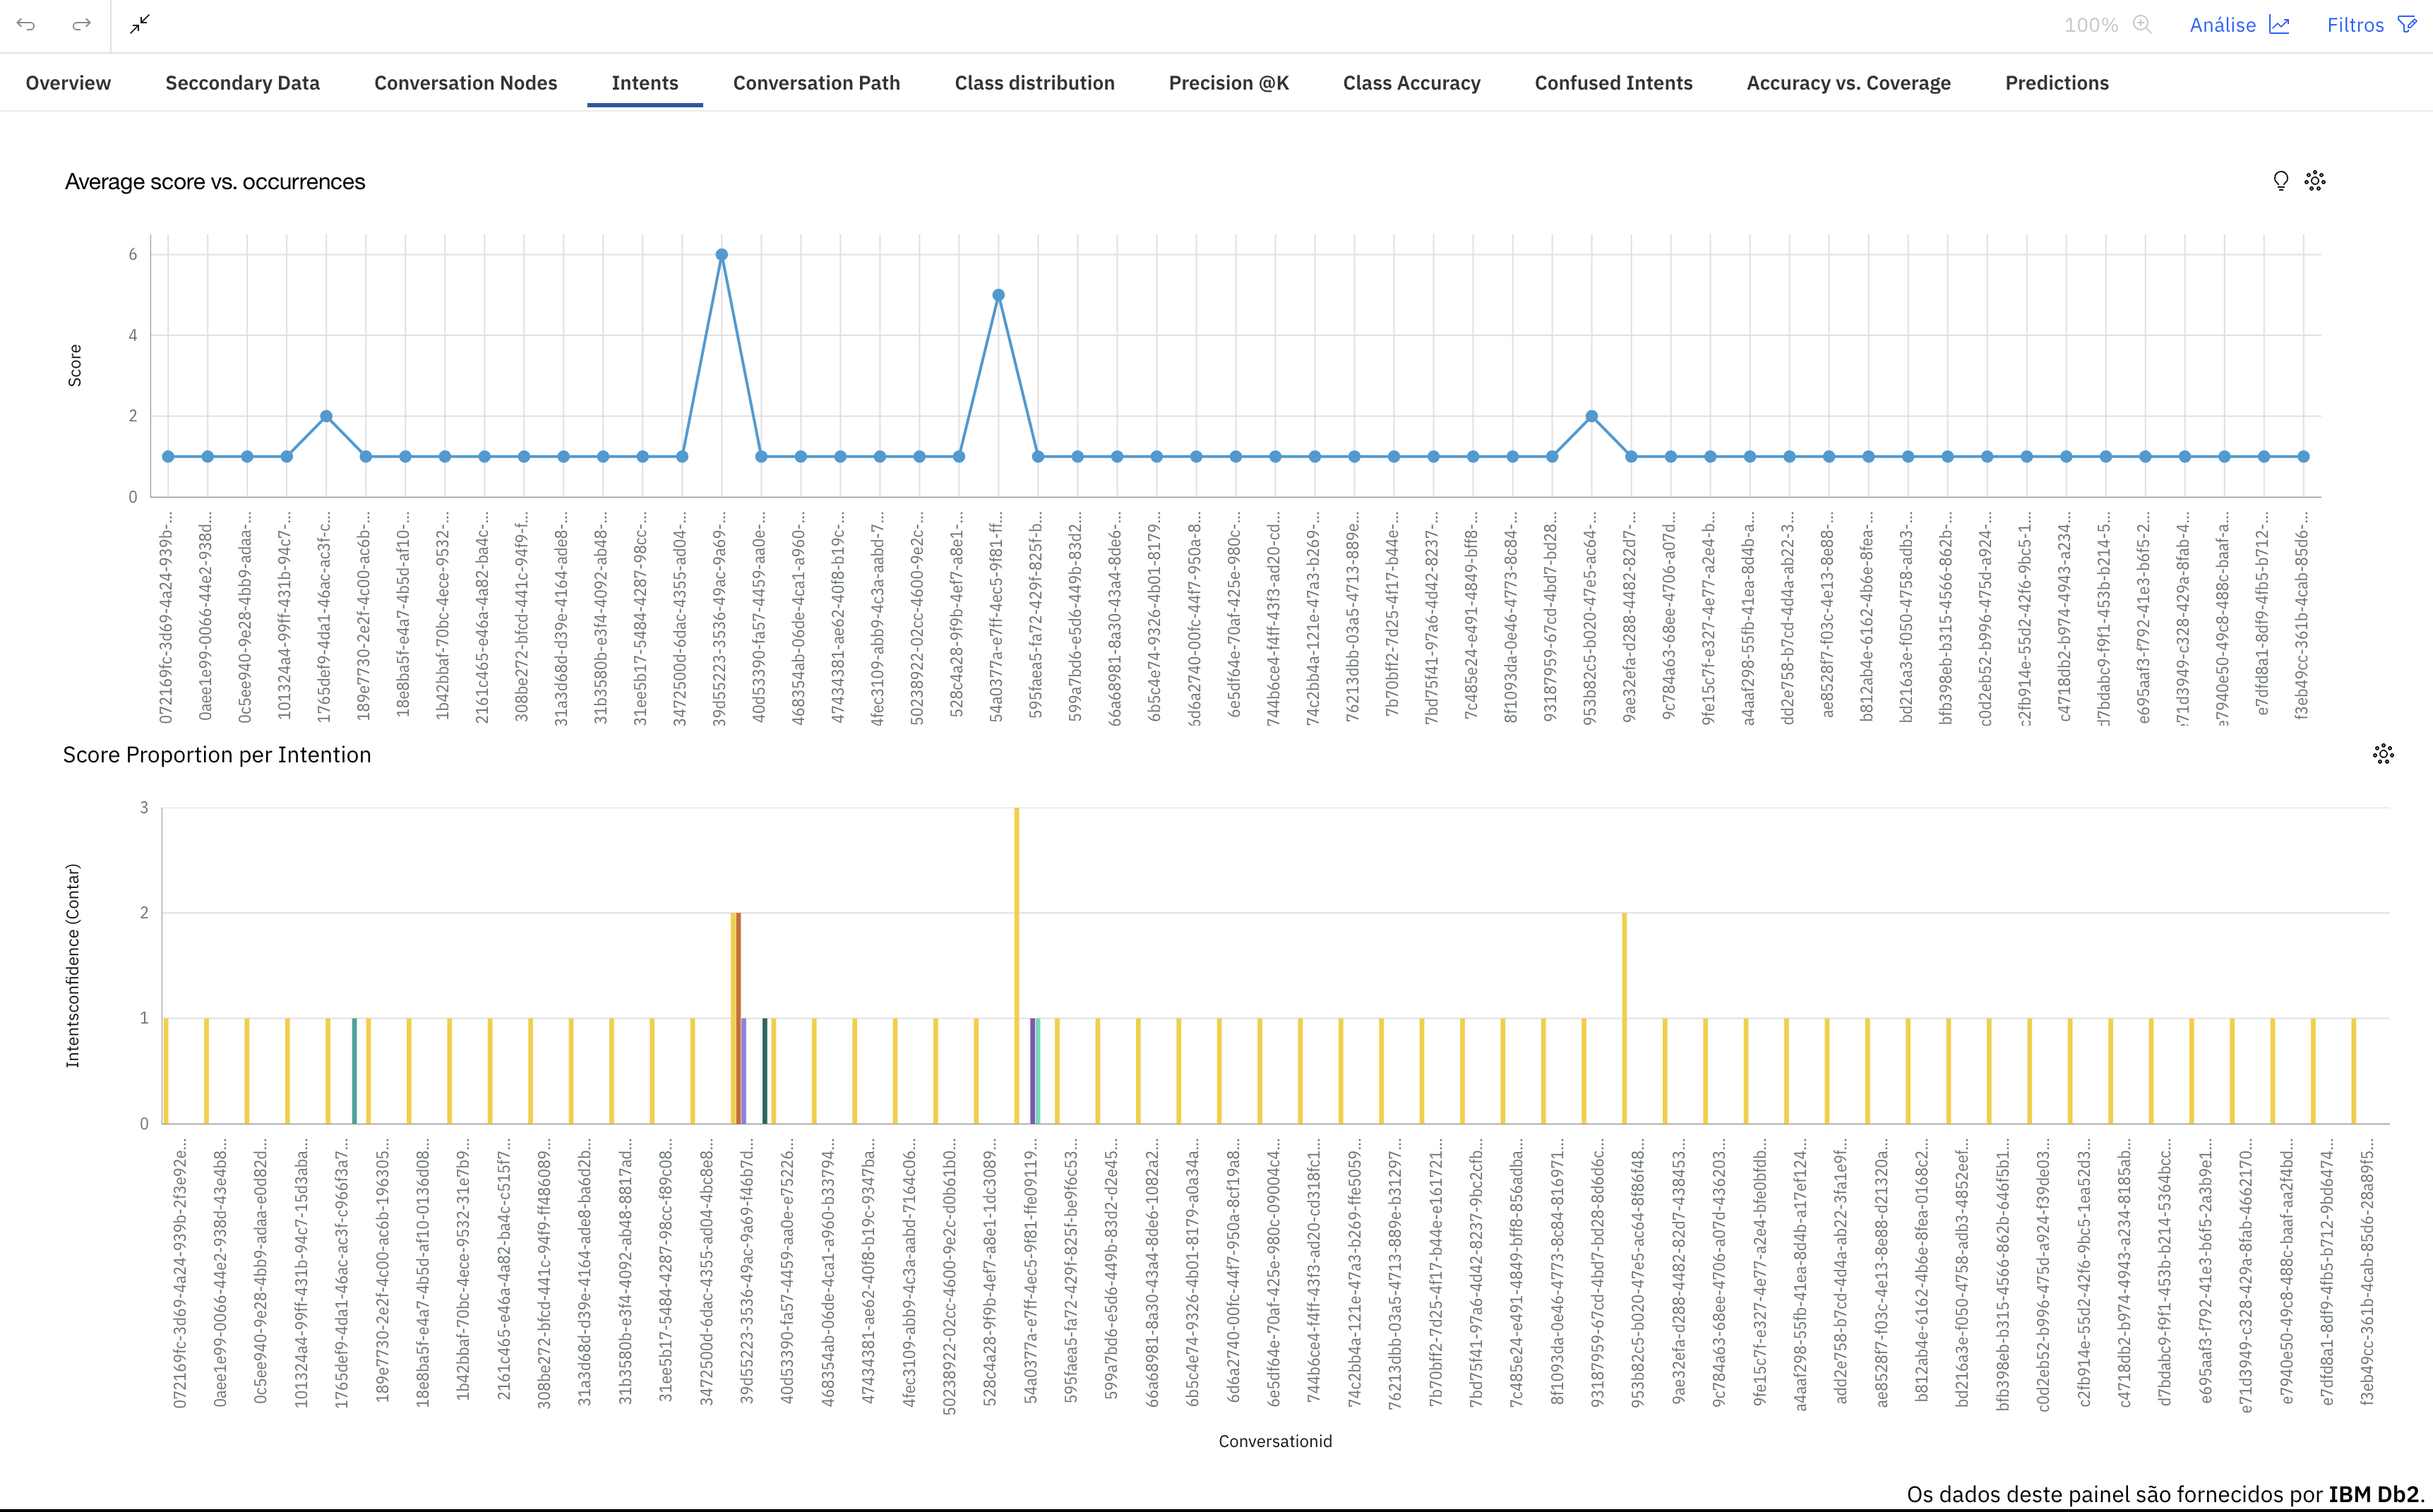 100%
Análise
Filtros
Overview
Seccondary Data
Conversation Nodes
Intents
Conversation Path
Class distribution
Precision @K
Class Accuracy
Confused Intents
Accuracy vs. Coverage
Predictions
Average score vs. occurrences
Score
6
4
2
0
072169fc-3d69-4a24-939b-...
0aee1e99-0066-44e2-938d...
0c5ee940-9e28-4bb9-adaa-...
101324a4-99ff-431b-94c7-...
1765def9-4da1-46ac-ac3f-c...
189e7730-2e2f-4c00-ac6b-...
18e8ba5f-e4a7-4b5d-af10-...
1b42bbaf-70bc-4ece-9532-...
2161c465-e46a-4a82-ba4c-...
308be272-bfcd-441c-94f9-f...
31a3d68d-d39e-4164-ade8-...
31b3580b-e3f4-4092-ab48-...
31ee5b17-5484-4287-98cc-...
3472500d-6dac-4355-ad04-...
39d55223-3536-49ac-9a69-...
40d53390-fa57-4459-aa0e-...
468354ab-06de-4ca1-a960-...
47434381-ae62-40f8-b19c-...
4fec3109-abb9-4c3a-aabd-7...
50238922-02cc-4600-9e2c-...
528c4a28-9f9b-4ef7-a8e1-...
54a0377a-e7ff-4ec5-9f81-ff...
595faea5-fa72-429f-825f-b...
599a7bd6-e5d6-449b-83d2...
66a68981-8a30-43a4-8de6-...
6b5c4e74-9326-4b01-8179...
6d6a2740-00fc-44f7-950a-8...
6e5df64e-70af-425e-980c-...
744b6ce4-f4ff-43f3-ad20-cd...
74c2bb4a-121e-47a3-b269-...
76213dbb-03a5-4713-889e...
7b70bff2-7d25-4f17-b44e-...
7bd75f41-97a6-4d42-8237-...
7c485e24-e491-4849-bff8-...
8f1093da-0e46-4773-8c84-...
93187959-67cd-4bd7-bd28...
953b82c5-b020-47e5-ac64-...
9ae32efa-d288-4482-82d7-...
9c784a63-68ee-4706-a07d...
9fe15c7f-e327-4e77-a2e4-b...
a4aaf298-55fb-41ea-8d4b-a...
dd2e758-b7cd-4d4a-ab22-3...
ae8528f7-f03c-4e13-8e88-...
b812ab4e-6162-4b6e-8fea-...
bd216a3e-f050-4758-adb3-...
bfb398eb-b315-4566-862b-...
c0d2eb52-b996-475d-a924-...
c2fb914e-55d2-42f6-9bc5-1...
c4718db2-b974-4943-a234...
d7bdabc9-f9f1-453b-b214-5...
e695aaf3-f792-41e3-b6f5-2...
e71d3949-c328-429a-8fab-4...
e7940e50-49c8-488c-baaf-a...
e7dfd8a1-8df9-4fb5-b712-...
f3eb49cc-361b-4cab-85d6-...
Score Proportion per Intention
Intentsconfidence (Contar)
3
2
1
0
072169fc-3d69-4a24-939b-2f3e92e...
0aee1e99-0066-44e2-938d-43e4b8...
0c5ee940-9e28-4bb9-adaa-e0d82d...
101324a4-99ff-431b-94c7-15d3aba...
1765def9-4da1-46ac-ac3f-c966f3a7...
189e7730-2e2f-4c00-ac6b-196305...
18e8ba5f-e4a7-4b5d-af10-0136d08...
1b42bbaf-70bc-4ece-9532-31e7b9...
2161c465-e46a-4a82-ba4c-c515f7...
308be272-bfcd-441c-94f9-ff486089...
31a3d68d-d39e-4164-ade8-ba6d2b...
31b3580b-e3f4-4092-ab48-8817ad...
31ee5b17-5484-4287-98cc-f89c08...
3472500d-6dac-4355-ad04-4bc8e8...
39d55223-3536-49ac-9a69-f46b7d...
40d53390-fa57-4459-aa0e-e75226...
468354ab-06de-4ca1-a960-b33794...
47434381-ae62-40f8-b19c-9347ba...
4fec3109-abb9-4c3a-aabd-7164c06...
50238922-02cc-4600-9e2c-d0b61b0...
528c4a28-9f9b-4ef7-a8e1-1dc3089...
54a0377a-e7ff-4ec5-9f81-ffe09119...
595faea5-fa72-429f-825f-be9f6c53...
599a7bd6-e5d6-449b-83d2-d2e45...
66a68981-8a30-43a4-8de6-1082a2...
6b5c4e74-9326-4b01-8179-a0a34a...
6d6a2740-00fc-44f7-950a-8cf19a8...
6e5df64e-70af-425e-980c-09004c4...
744b6ce4-f4ff-43f3-ad20-cd318fc1...
74c2bb4a-121e-47a3-b269-ffe5059...
76213dbb-03a5-4713-889e-b31297...
7b70bff2-7d25-4f17-b44e-e161721...
7bd75f41-97a6-4d42-8237-9bc2cfb...
7c485e24-e491-4849-bff8-856adba...
8f1093da-0e46-4773-8c84-816971...
93187959-67cd-4bd7-bd28-8d6d6c...
953b82c5-b020-47e5-ac64-8f86f48...
9ae32efa-d288-4482-82d7-438453...
9c784a63-68ee-4706-a07d-436203...
9fe15c7f-e327-4e77-a2e4-bfe0bfdb...
a4aaf298-55fb-41ea-8d4b-a17ef124...
add2e758-b7cd-4d4a-ab22-3fa1e9f...
ae8528f7-f03c-4e13-8e88-d21320a...
b812ab4e-6162-4b6e-8fea-0168c2...
bd216a3e-f050-4758-adb3-4852eef...
bfb398eb-b315-4566-862b-646f5b1...
c0d2eb52-b996-475d-a924-f39de03...
c2fb914e-55d2-42f6-9bc5-1ea52d3...
c4718db2-b974-4943-a234-8185ab...
d7bdabc9-f9f1-453b-b214-5364bcc...
e695aaf3-f792-41e3-b6f5-2a3b9e1...
e71d3949-c328-429a-8fab-4662170...
e7940e50-49c8-488c-baaf-aa2f4bd...
e7dfd8a1-8df9-4fb5-b712-9bd6474...
f3eb49cc-361b-4cab-85d6-28a89f5...
Conversationid
Os dados deste painel são fornecidos por IBM Db2.